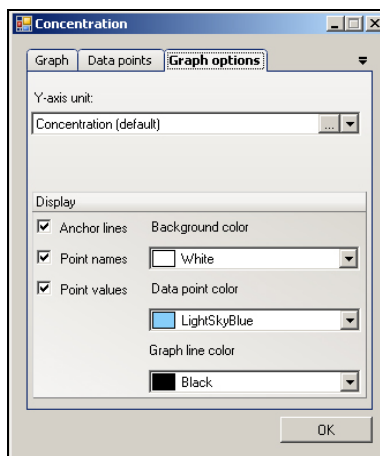 Concentration
Graph Data points Graph options
Y-axis unit:
Concentration (default) ...
Display
Anchor lines Background color
Point names White
Point values Data point color
LightSkyBlue
Graph line color
Black
OK